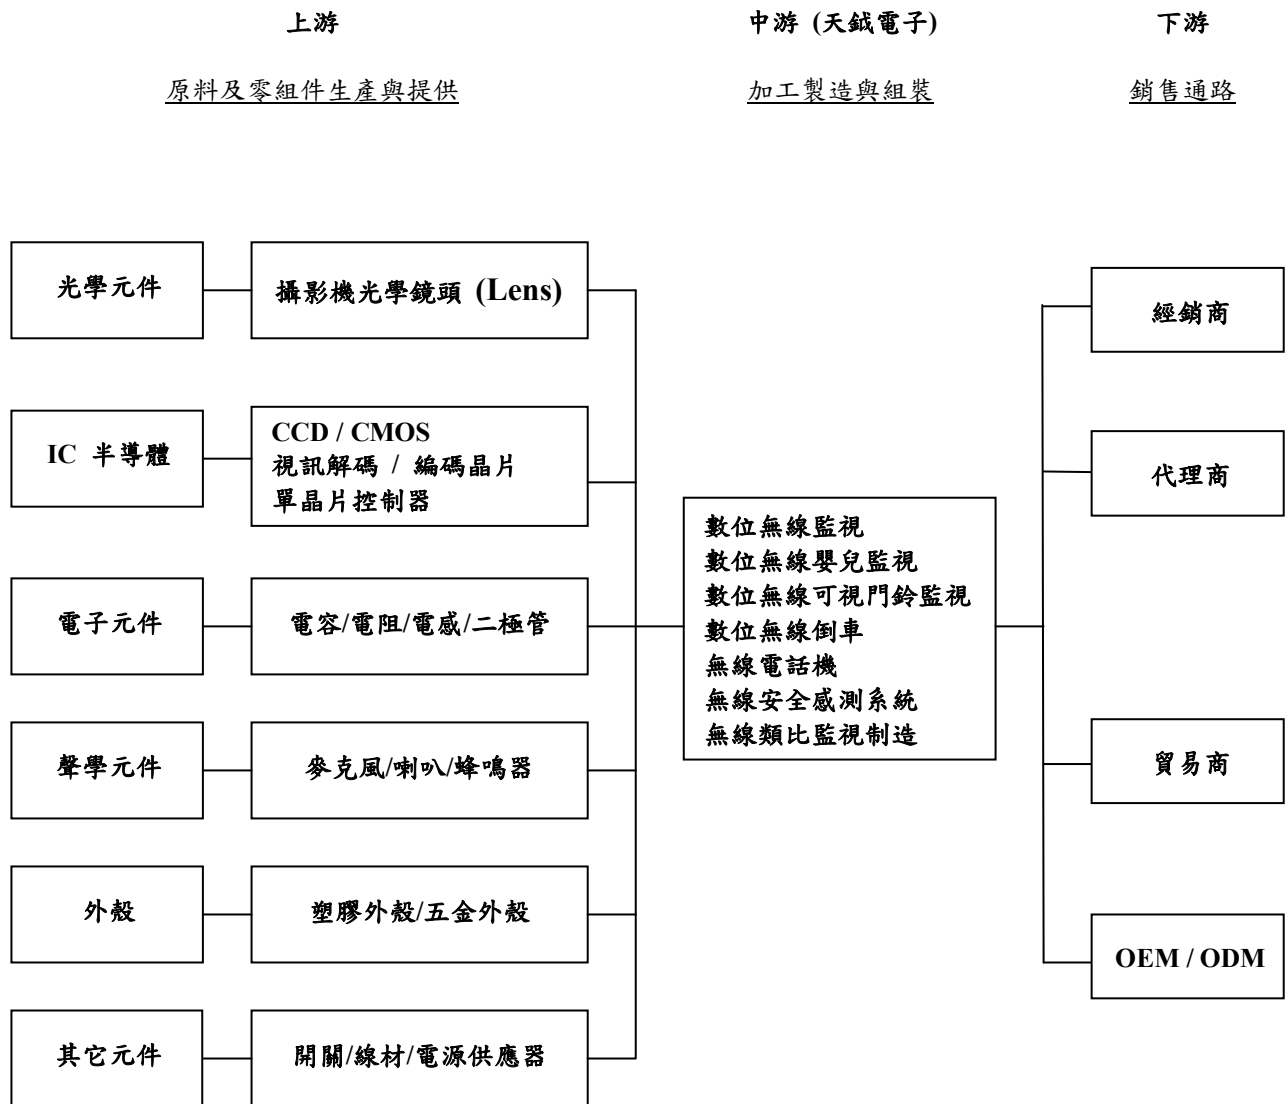 上游
中游 (天鉞電子)
下游
原料及零組件生產與提供
加工製造與組裝
銷售通路
光學元件
攝影機光學鏡頭 (Lens)
IC 半導體
CCD / CMOS
視訊解碼 / 編碼晶片
單晶片控制器
電子元件
電容/電阻/電感/二極管
聲學元件
麥克風/喇叭/蜂鳴器
外殼
塑膠外殼/五金外殼
其它元件
開關/線材/電源供應器
數位無線監視
數位無線嬰兒監視
數位無線可視門鈴監視
數位無線倒車
無線電話機
無線安全感測系統
無線類比監視制造
經銷商
代理商
貿易商
OEM / ODM